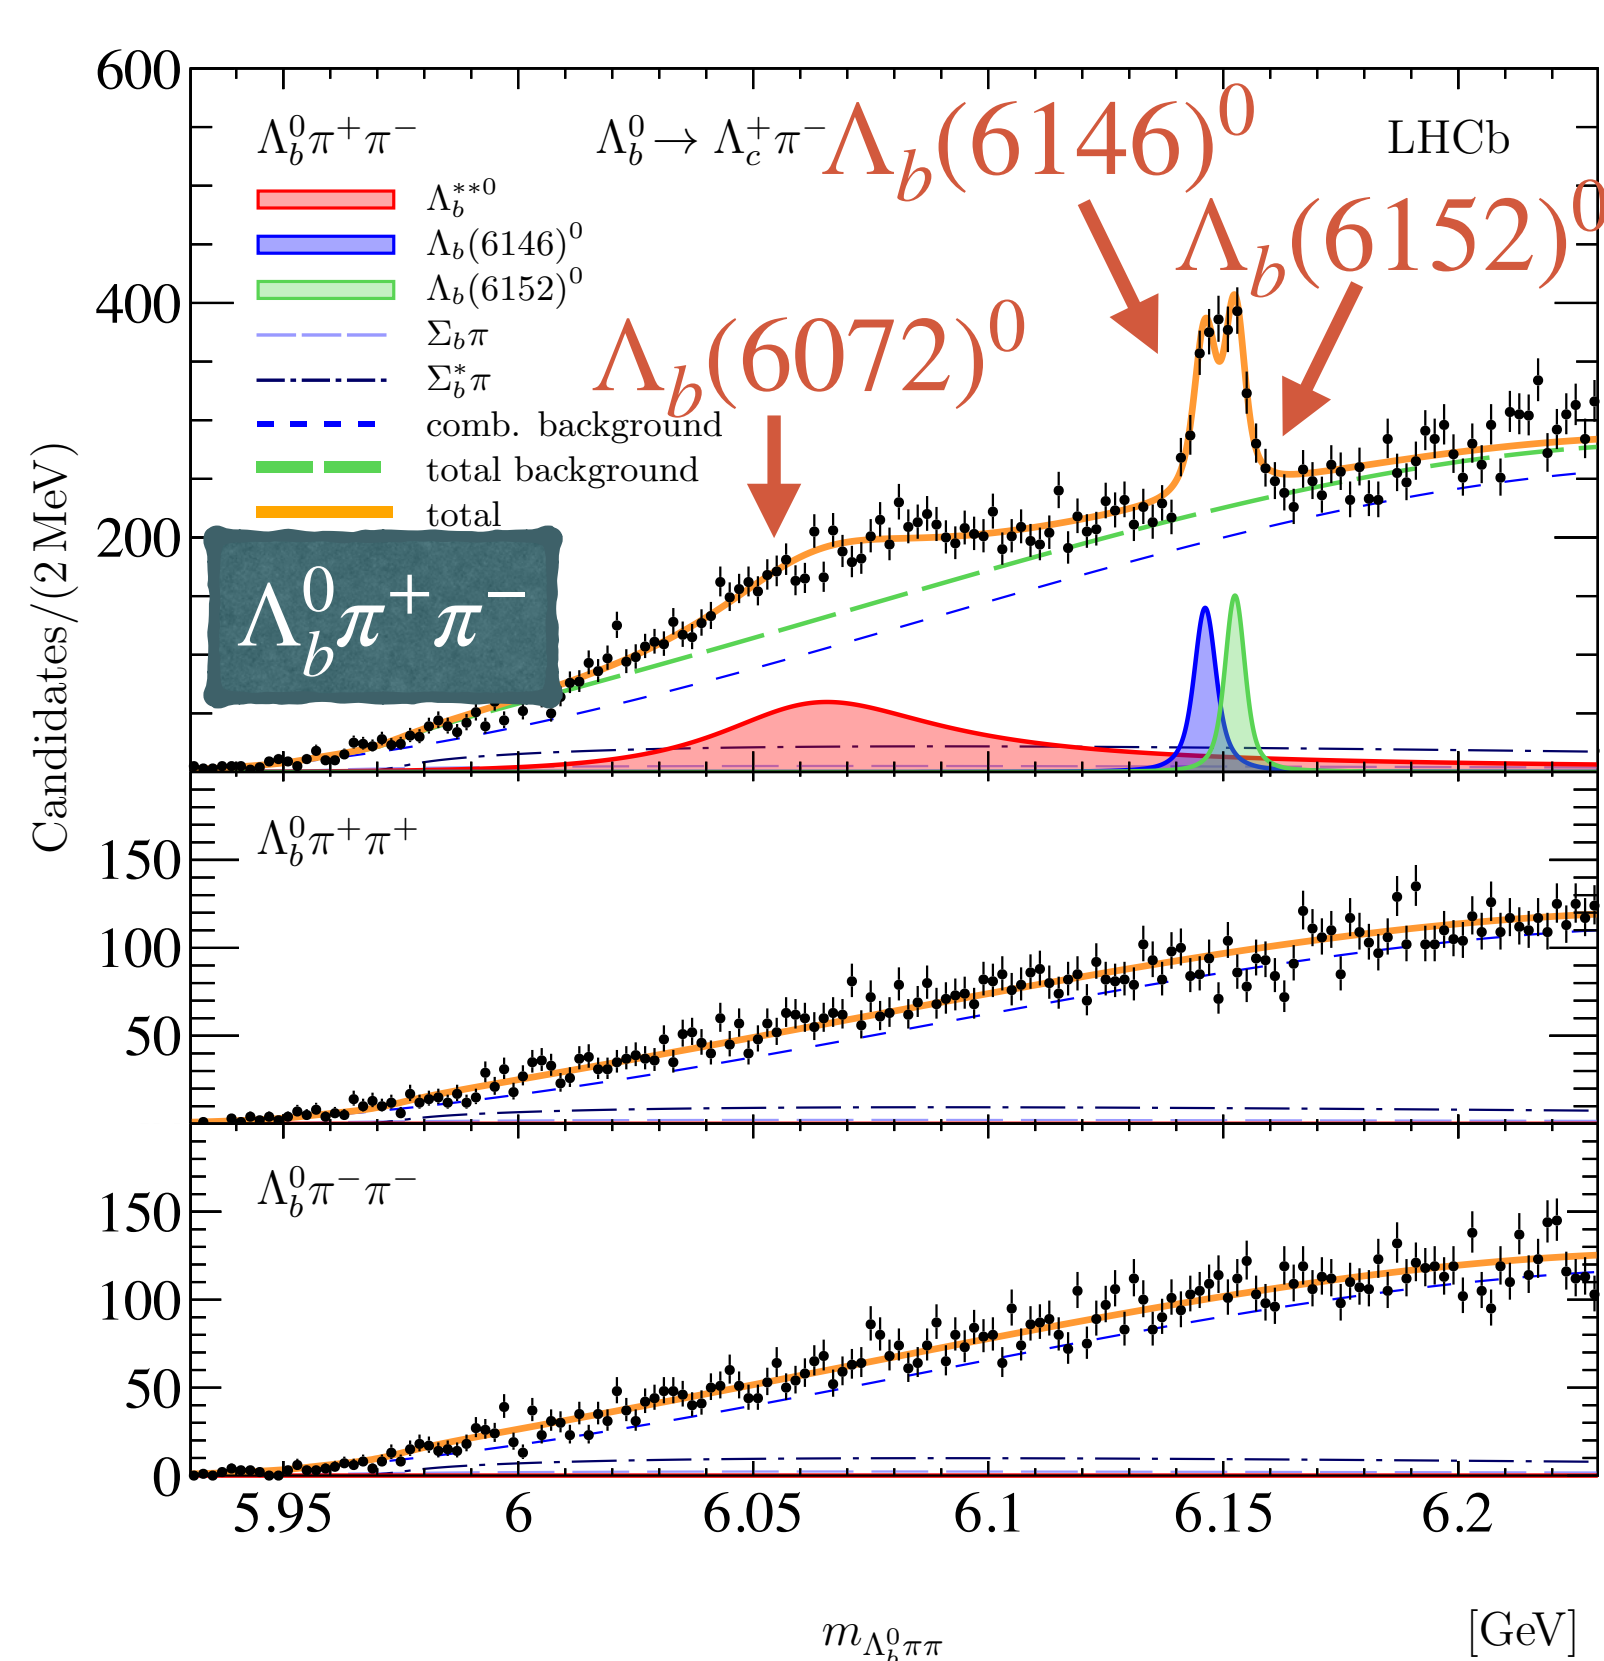 600
Λ_b^0 π^+ π^-
Λ_b^0 → Λ_c^+ π^-
Λ_b(6146)^0
LHCb
Λ_b^{**0}
Λ_b(6146)^0
Λ_b(6152)^0
Λ_b(6152)^0
400
Σ_b π
Λ_b(6072)^0
Σ_b^* π
comb. background
total background
total
200
Λ_b^0 π^+ π^-
Candidates/(2 MeV)
Λ_b^0 π^+ π^+
150
100
50
Λ_b^0 π^- π^-
150
100
50
0
5.95 6 6.05 6.1 6.15 6.2
m_{Λ_b^0 ππ} [GeV]